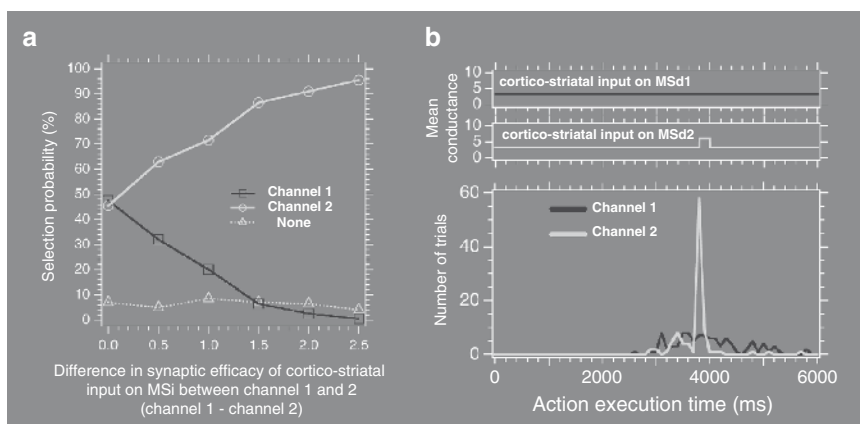 a
100
90
80
70
60
50
40
30
20
10
0
Selection probability (%)
Channel 1
Channel 2
None
0.0 0.5 1.0 1.5 2.0 2.5
Difference in synaptic efficacy of cortico-striatal
input on MSi between channel 1 and 2
(channel 1 - channel 2)
b
Mean
conductance
10
5
0
cortico-striatal input on MSd1
10
5
0
cortico-striatal input on MSd2
60
40
20
0
Number of trials
Channel 1
Channel 2
0 2000 4000 6000
Action execution time (ms)